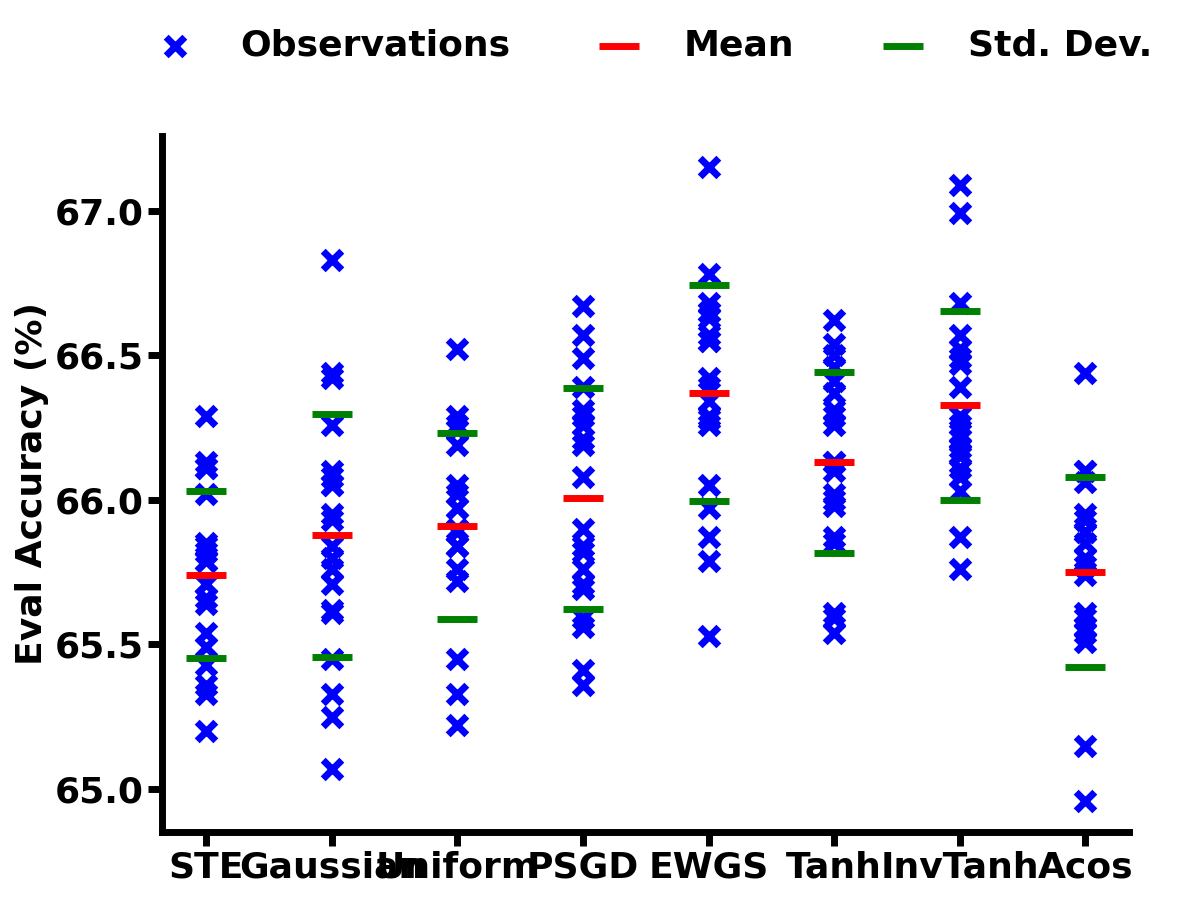 Observations Mean Std. Dev.
Eval Accuracy (%)
67.0
66.5
66.0
65.5
65.0
STE Gaussian Uniform PSGD EWGS Tanh InvTanh Acos